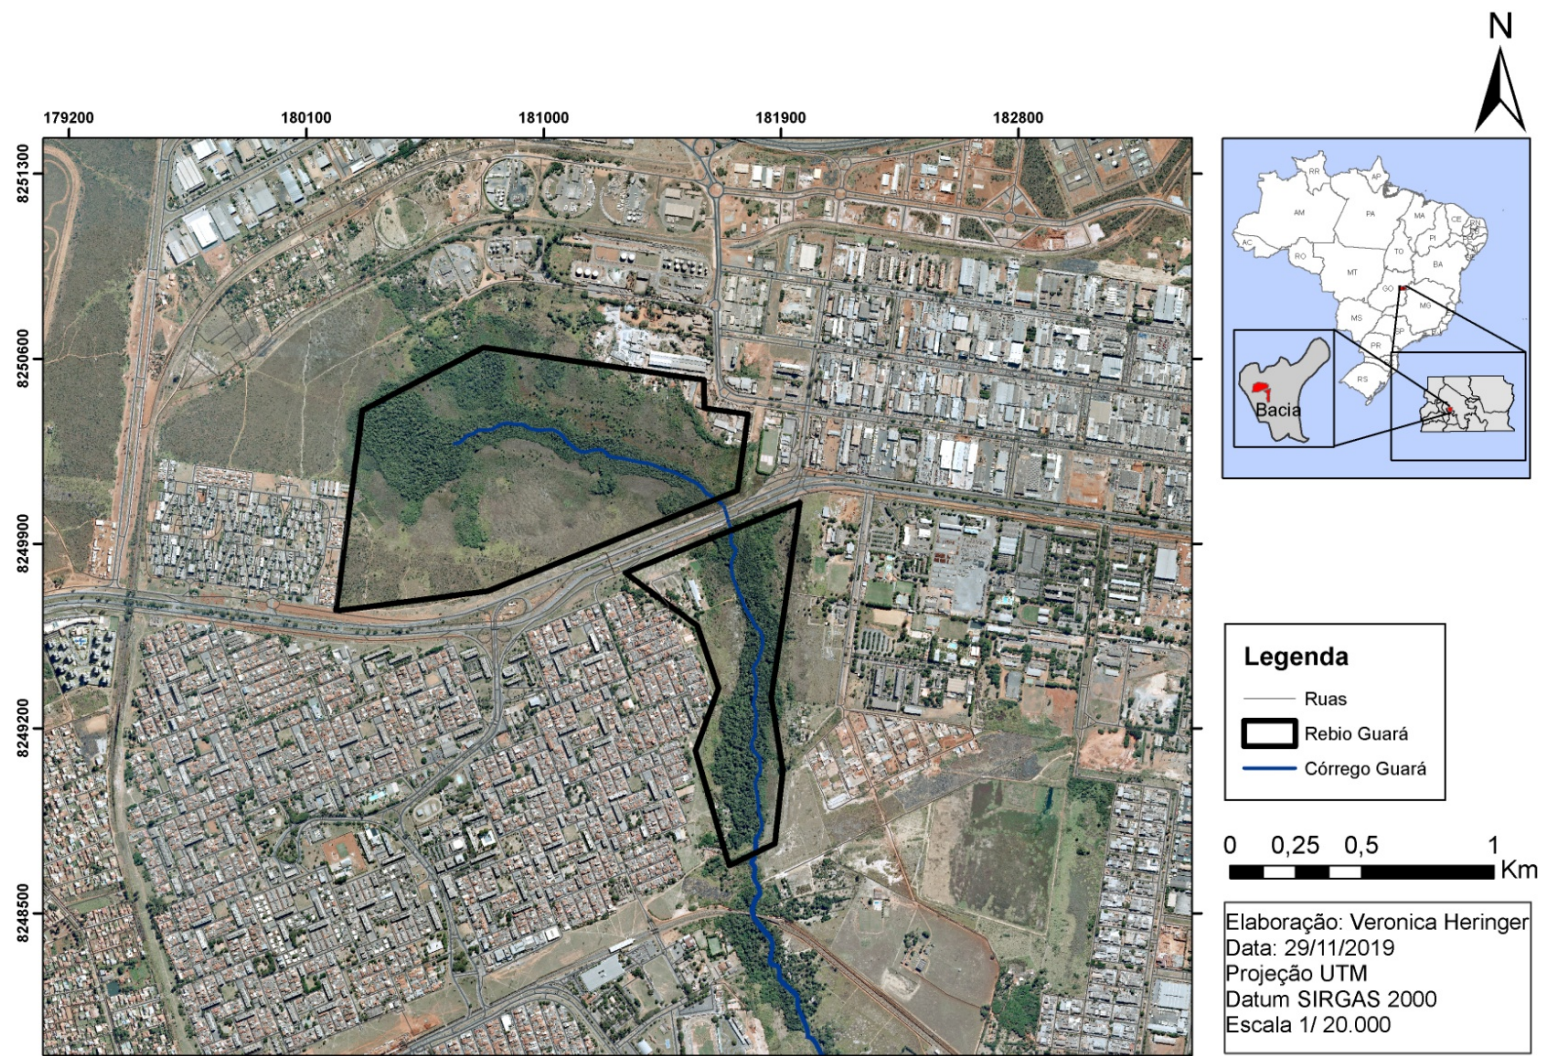 N
179200 180100 181000 181900 182800
8251300
8250600
8249900
8249200
8248500
RR AP
AM PA MA CE RN
AC RO TO PI
MT BA
GO
MS MG
SP
PR
RS
Bacia
Legenda
Ruas
Rebio Guará
Córrego Guará
0 0,25 0,5 1
Km
Elaboração: Veronica Heringer
Data: 29/11/2019
Projeção UTM
Datum SIRGAS 2000
Escala 1/ 20.000